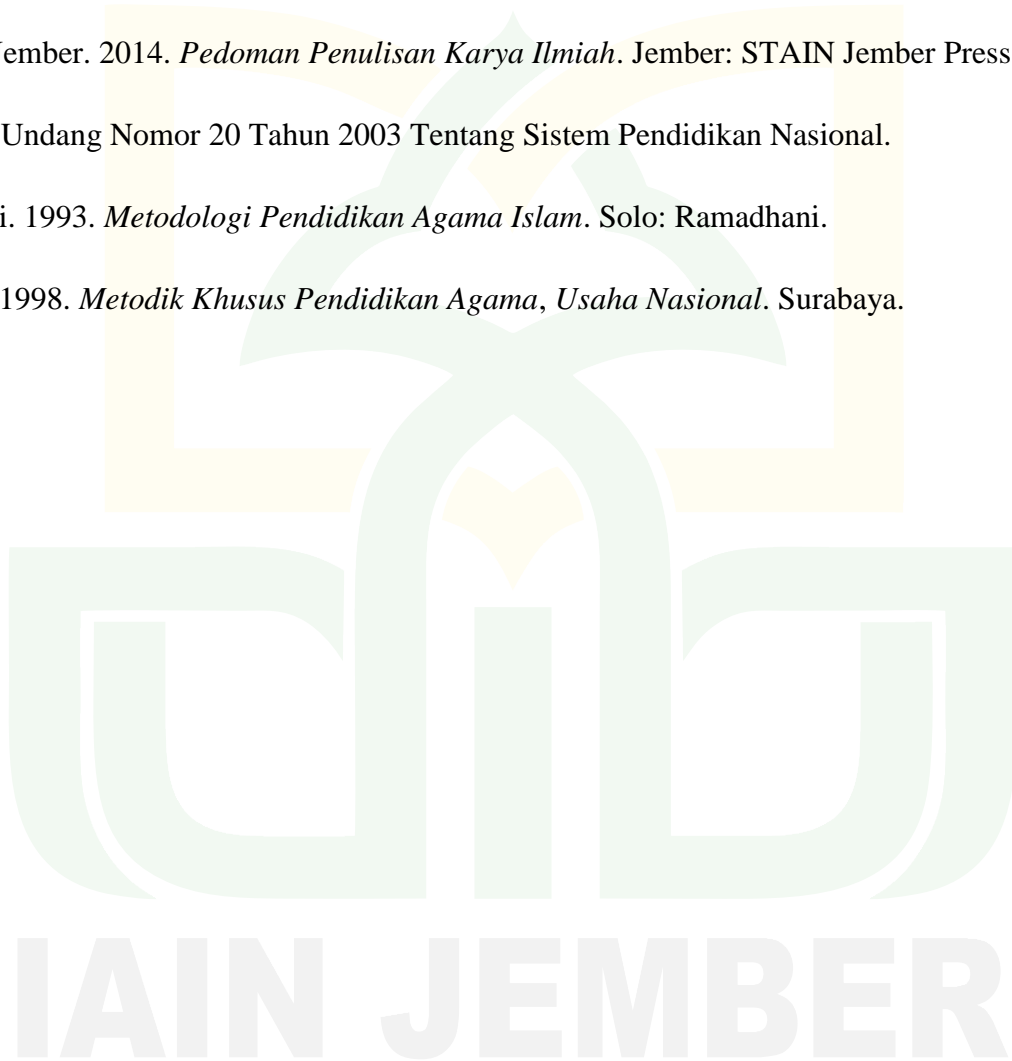 Jember. 2014. Pedoman Penulisan Karya Ilmiah. Jember: STAIN Jember Press
Undang Nomor 20 Tahun 2003 Tentang Sistem Pendidikan Nasional.
i. 1993. Metodologi Pendidikan Agama Islam. Solo: Ramadhani.
1998. Metodik Khusus Pendidikan Agama, Usaha Nasional. Surabaya.
IAIN JEMBER